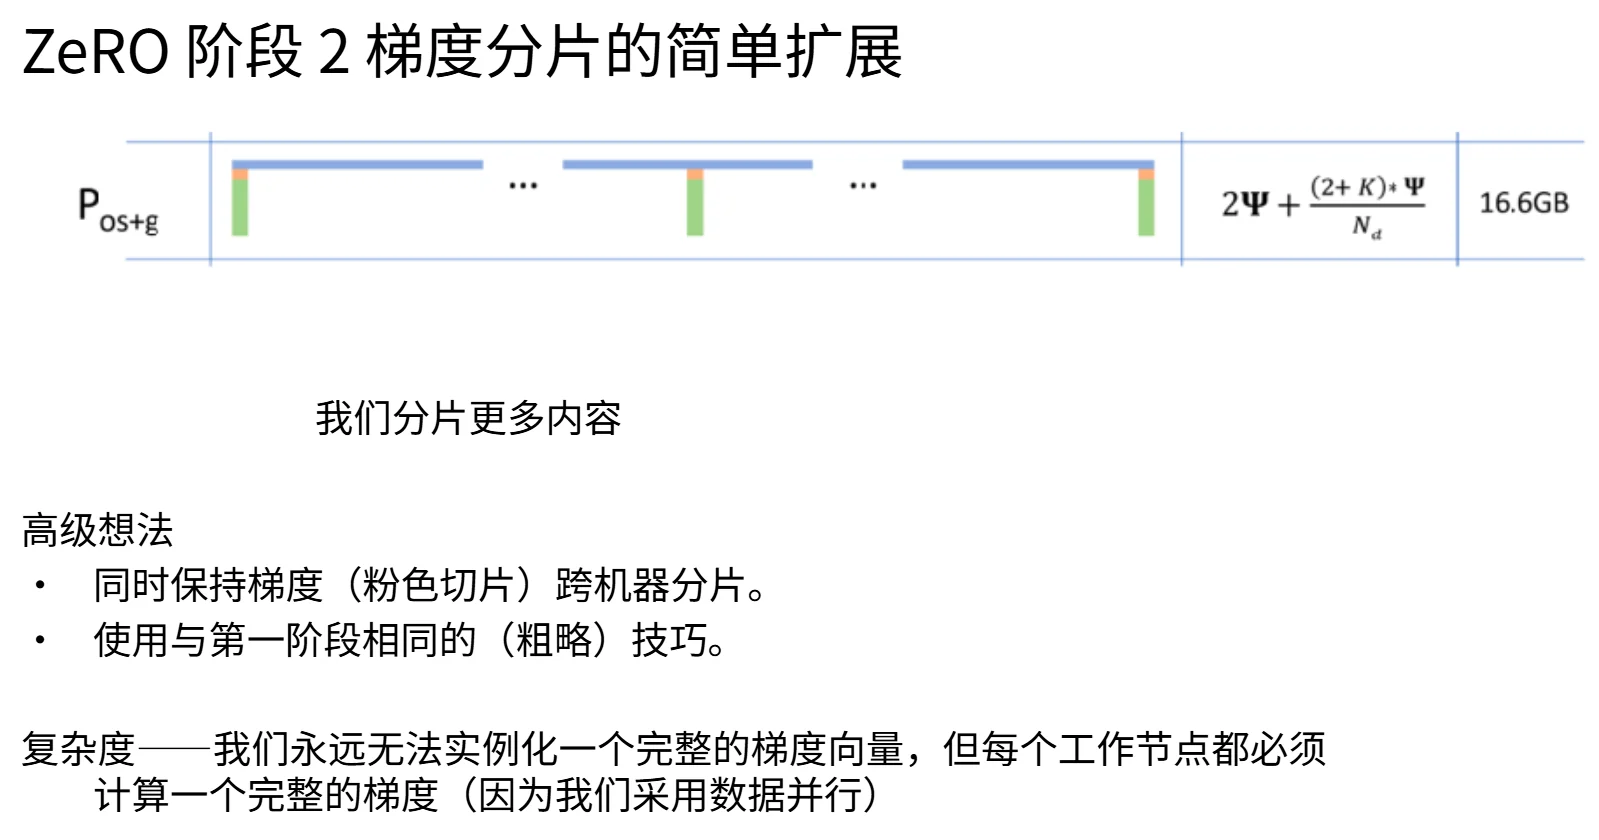 ZeRO 阶段 2 梯度分片的简单扩展
P_{os+g} ... ... 2Ψ + \frac{(2+ K)*Ψ}{N_d} 16.6GB
我们分片更多内容
高级想法
• 同时保持梯度（粉色切片）跨机器分片。
• 使用与第一阶段相同的（粗略）技巧。
复杂度——我们永远无法实例化一个完整的梯度向量，但每个工作节点都必须
计算一个完整的梯度（因为我们采用数据并行）